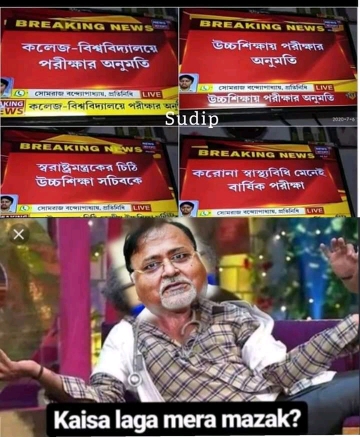 BREAKING NEWS
কলেজ-বিশ্ববিদ্যালয়ে
পরীক্ষার অনুমতি
সোমরাজ বন্দ্যোপাধ্যায়, প্রতিনিধি LIVE
KING
EWS
কলেজ-বিশ্ববিদ্যালয়ে পরীক্ষার
BREAKING NEWS
উচ্চশিক্ষায় পরীক্ষার
অনুমতি
সোমরাজ বন্দ্যোপাধ্যায়, প্রতিনিধি LIVE
উচ্চশিক্ষায় পরীক্ষার অনুমতি
Sudip
BREAKING NEWS
স্বরাষ্ট্রমন্ত্রকের চিঠি
উচ্চশিক্ষা সচিবকে
সোমরাজ বন্দ্যোপাধ্যায়, প্রতিনিধি LIVE
BREAKING NEWS
করোনা স্বাস্থ্যবিধি মেনেই
বার্ষিক পরীক্ষা
সোমরাজ বন্দ্যোপাধ্যায়, প্রতিনিধি LIVE
Kaisa laga mera mazak?